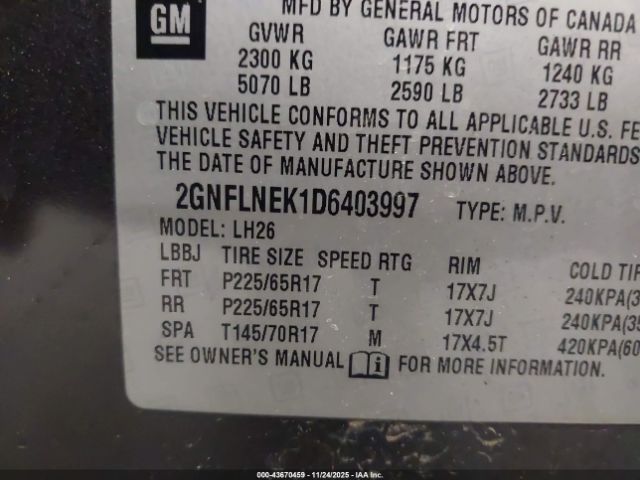 GM
MFD BY GENERAL MOTORS OF CANADA
GVWR GAWR FRT GAWR RR
2300 KG 1175 KG 1240 KG
5070 LB 2590 LB 2733 LB
THIS VEHICLE CONFORMS TO ALL APPLICABLE U.S. FE
VEHICLE SAFETY AND THEFT PREVENTION STANDARDS
THE DATE OF MANUFACTURE SHOWN ABOVE.
2GNFLNEK1D6403997 TYPE: M.P.V.
MODEL: LH26
LBBJ TIRE SIZE SPEED RTG RIM COLD TIR
FRT P225/65R17 T 17X7J 240KPA(3
RR P225/65R17 T 17X7J 240KPA(35
SPA T145/70R17 M 17X4.5T 420KPA(60
SEE OWNER'S MANUAL i FOR MORE INFORMATION.
000-43670459 - 11/24/2025 - IAAI.com